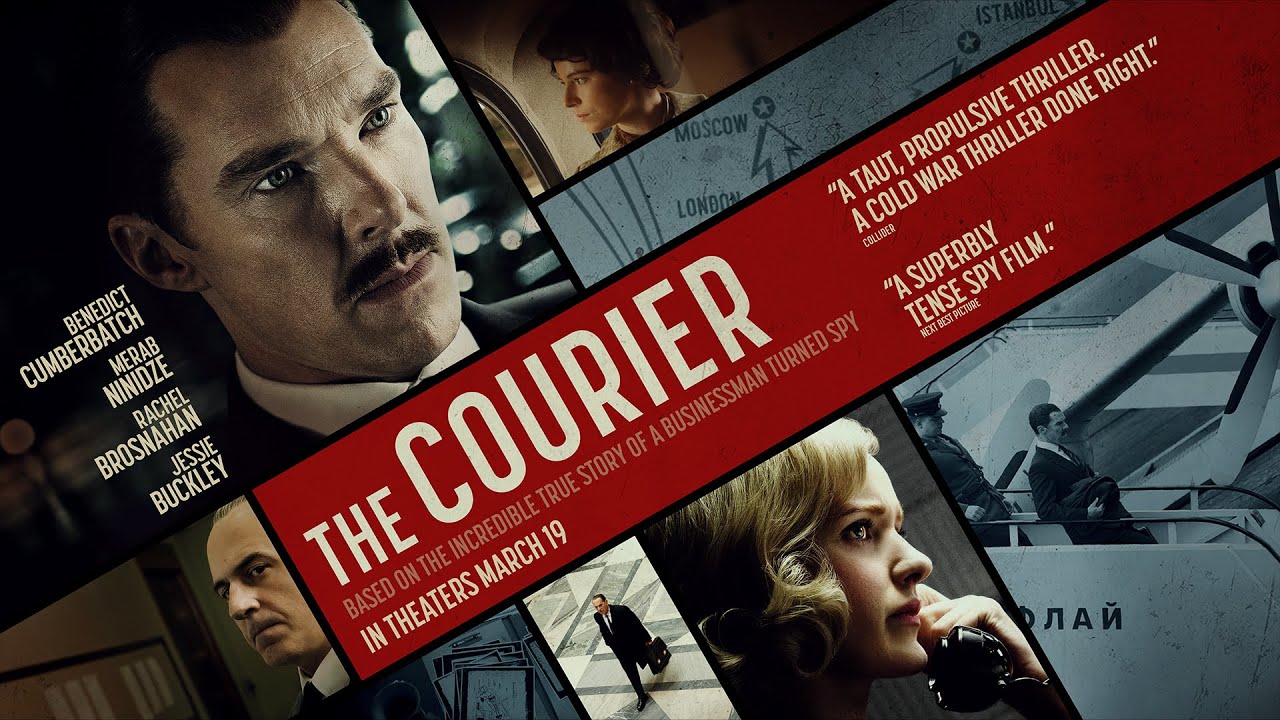 BENEDICT
CUMBERBATCH
MERAB
NINIDZE
RACHEL
BROSNAHAN
JESSIE
BUCKLEY
ISTANBUL
MOSCOW
LONDON
"A TAUT, PROPULSIVE THRILLER.
A COLD WAR THRILLER DONE RIGHT."
COLLIDER
"A SUPERBLY
TENSE SPY FILM."
NEXT BEST PICTURE
THE COURIER
BASED ON THE INCREDIBLE TRUE STORY OF A BUSINESSMAN TURNED SPY
IN THEATERS MARCH 19
ФЛАЙ